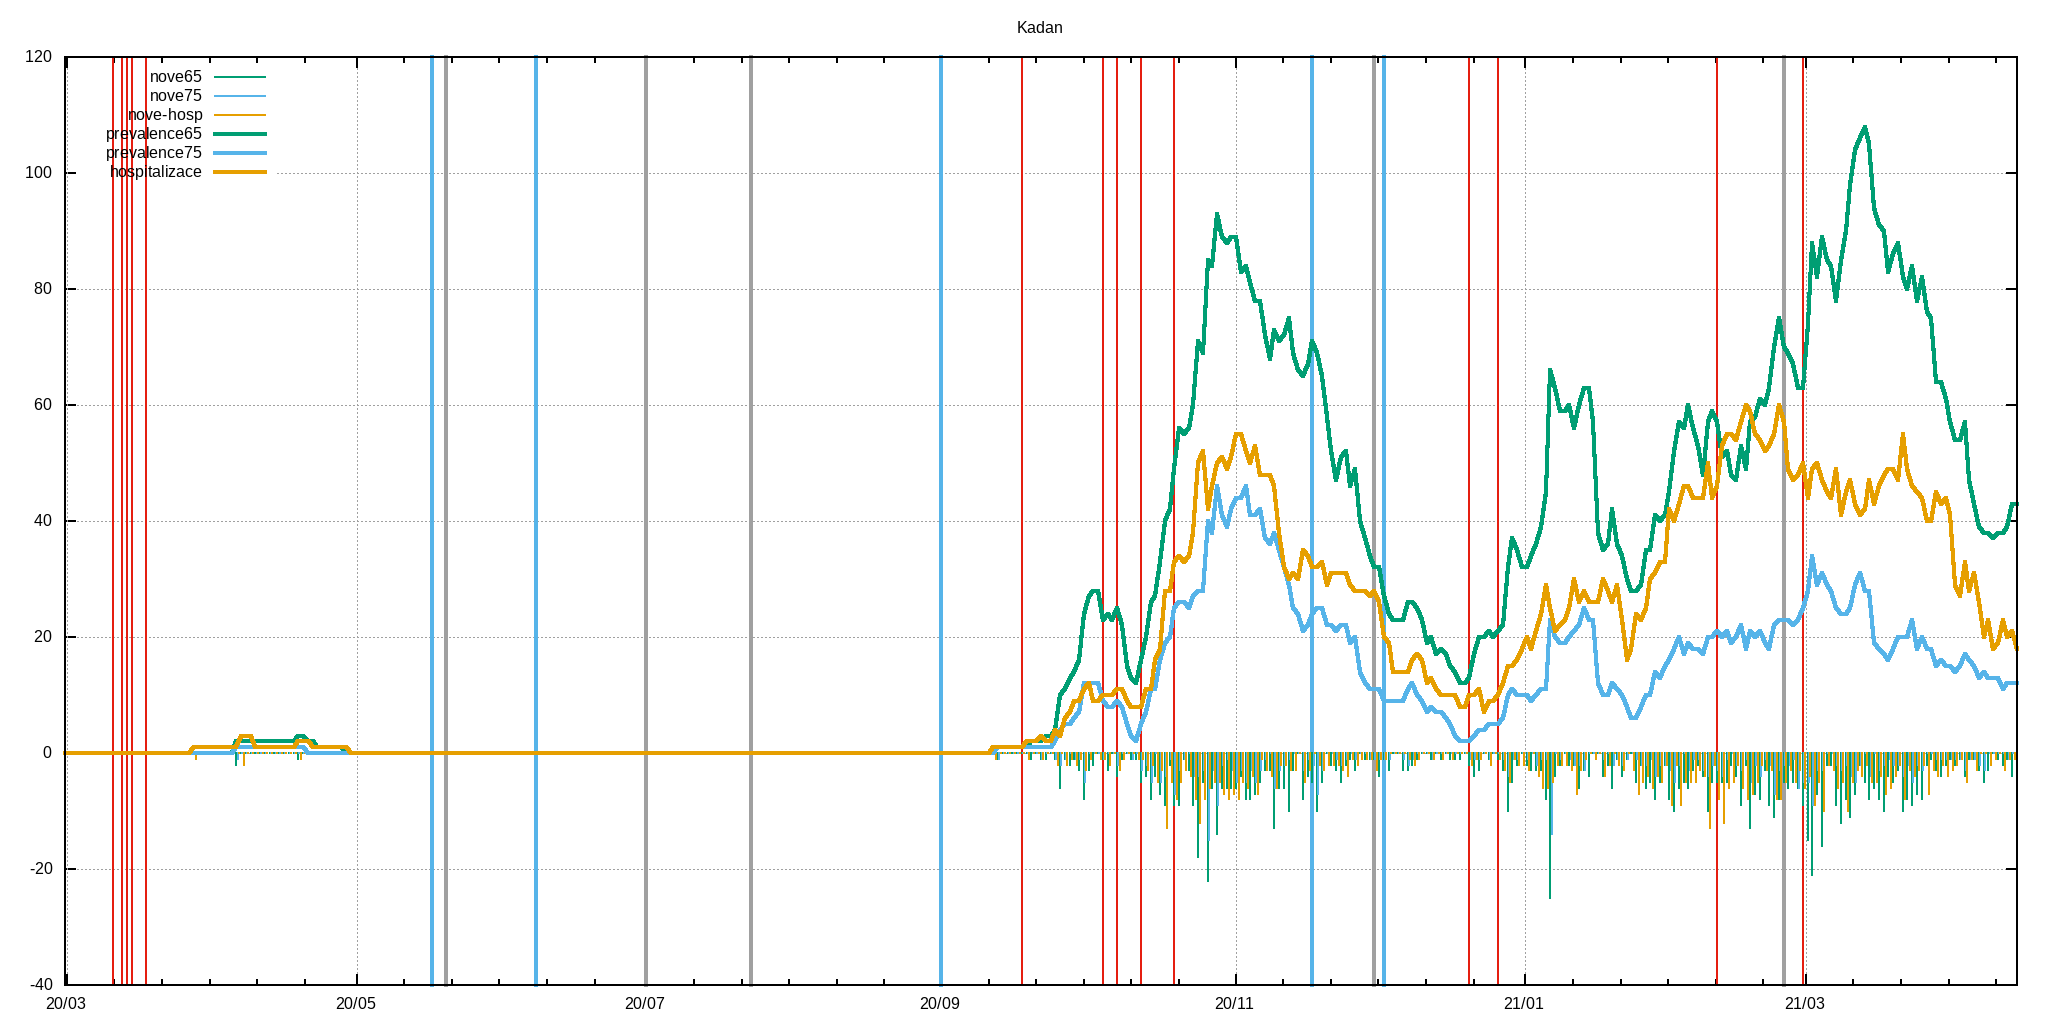 Kadan
120
nove65
nove75
nove-hosp
prevalence65
prevalence75
hospitalizace
100
80
60
40
20
0
-20
-40
20/03 20/05 20/07 20/09 20/11 21/01 21/03